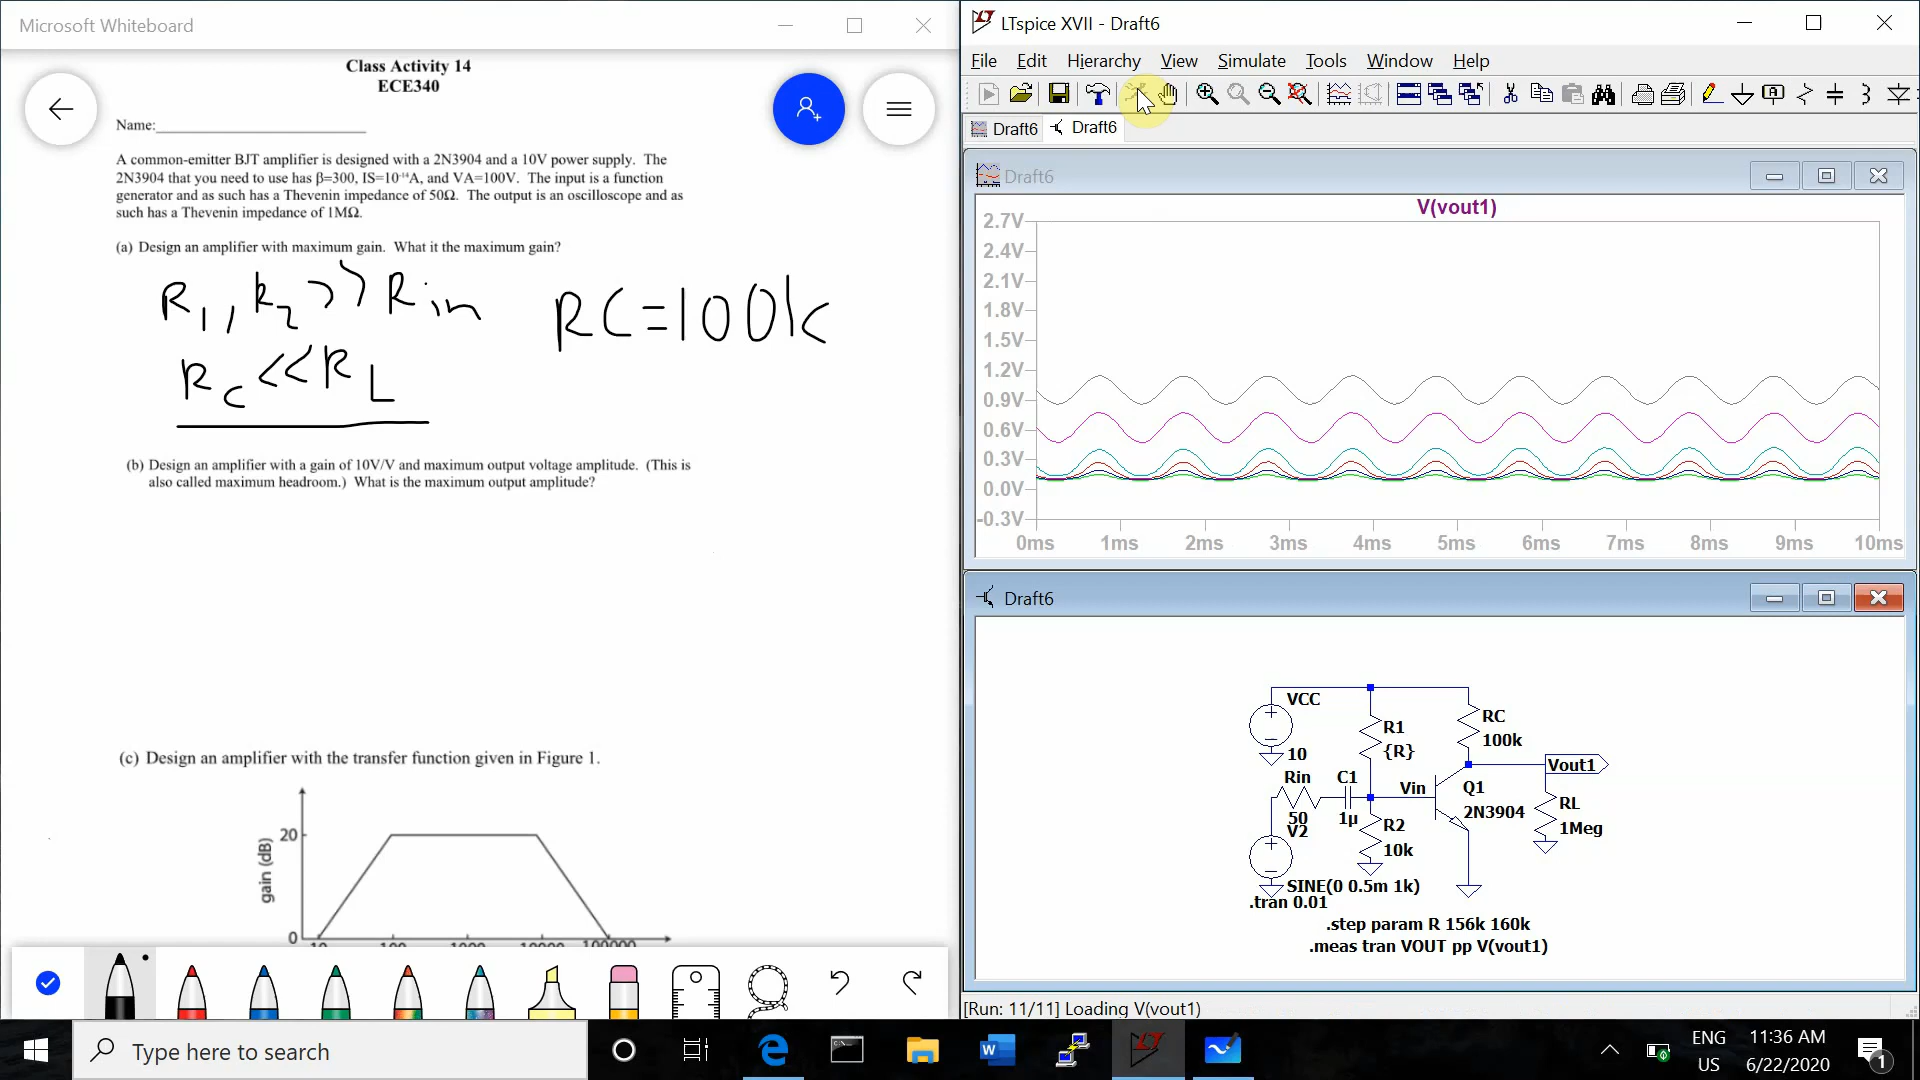 Microsoft Whiteboard
Class Activity 14
ECE340
Name:
A common-emitter BJT amplifier is designed with a 2N3904 and a 10V power supply. The
2N3904 that you need to use has β=300, IS=10⁻¹⁴A, and VA=100V. The input is a function
generator and as such has a Thevenin impedance of 50Ω. The output is an oscilloscope and as
such has a Thevenin impedance of 1MΩ.
(a) Design an amplifier with maximum gain. What it the maximum gain?
R1, R2 >> Rin
RC=100k
RC << RL
(b) Design an amplifier with a gain of 10V/V and maximum output voltage amplitude. (This is
also called maximum headroom.) What is the maximum output amplitude?
(c) Design an amplifier with the transfer function given in Figure 1.
gain (dB)
20
0
10 100 1000 10000 100000
LTspice XVII - Draft6
File Edit Hierarchy View Simulate Tools Window Help
Draft6 Draft6
Draft6
V(vout1)
2.7V
2.4V
2.1V
1.8V
1.5V
1.2V
0.9V
0.6V
0.3V
0.0V
-0.3V
0ms 1ms 2ms 3ms 4ms 5ms 6ms 7ms 8ms 9ms 10ms
Draft6
VCC
10
R1
{R}
RC
100k
Vout1
Rin
50
C1
1µ
Vin
Q1
2N3904
RL
1Meg
V2
R2
10k
SINE(0 0.5m 1k)
.tran 0.01
.step param R 156k 160k
.meas tran VOUT pp V(vout1)
[Run: 11/11] Loading V(vout1)
Type here to search
ENG
US
11:36 AM
6/22/2020
1